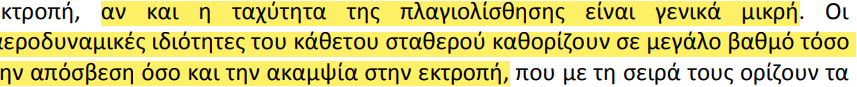 κτροπή, αν και η ταχύτητα της πλαγιολίσθησης είναι γενικά μικρή. Οι
αεροδυναμικές ιδιότητες του κάθετου σταθερού καθορίζουν σε μεγάλο βαθμό τόσο
ην απόσβεση όσο και την ακαμψία στην εκτροπή, που με τη σειρά τους ορίζουν τα